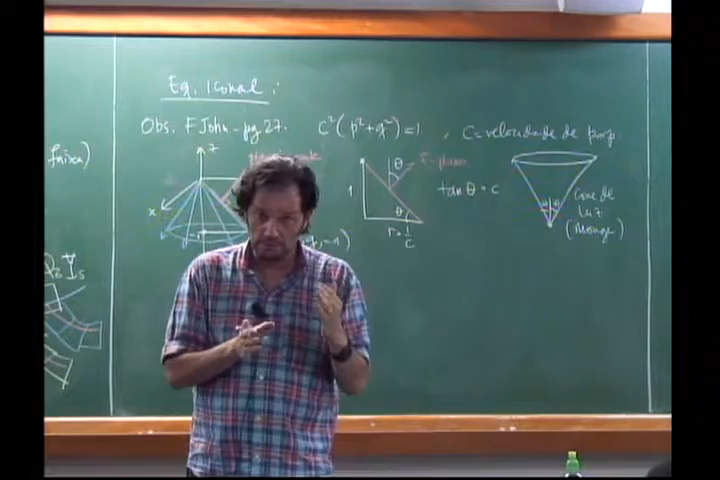 Eq. Iconal :
Obs. F John - pg 27.
c²(p²+q²)=1 , C = velocidade de prop.
faixa)
z
θ
x
1
tan θ = c
Cone de
luz
(Monge)
θ
r = 1/c